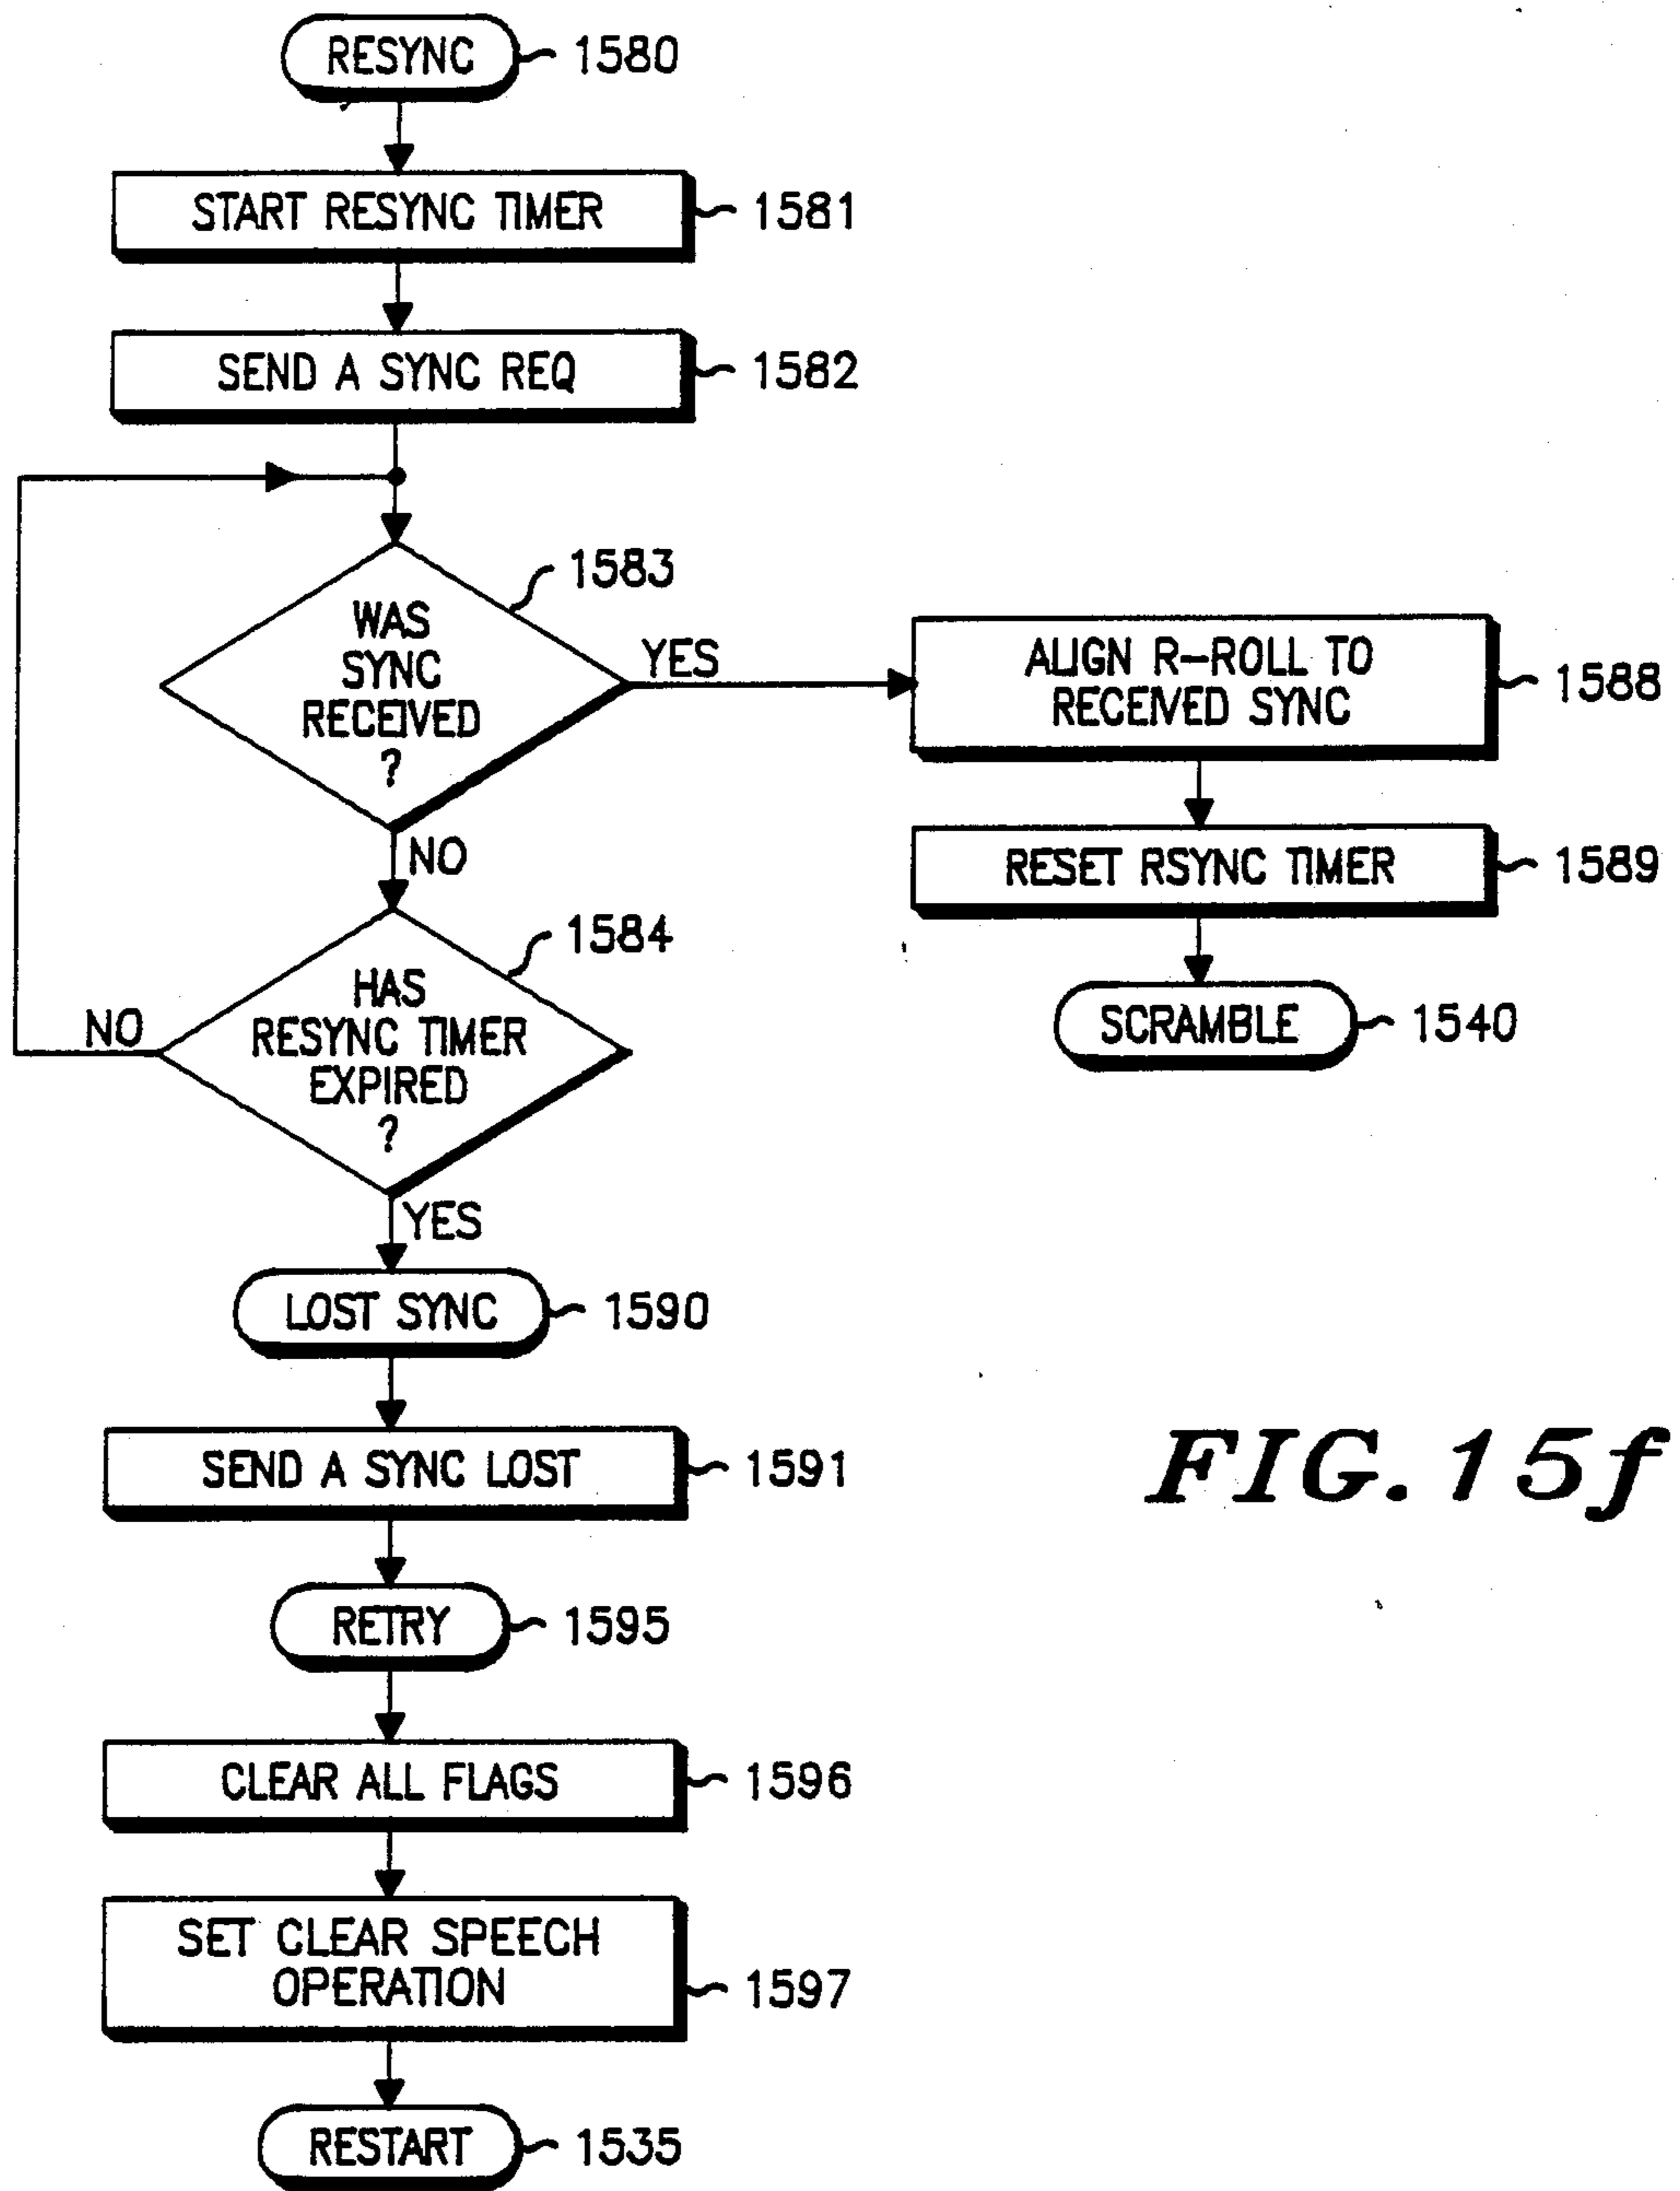 RESYNC
1580
START RESYNC TIMER
1581
SEND A SYNC REQ
1582
1583
WAS
SYNC
RECEIVED
?
YES
NO
ALIGN R-ROLL TO
RECEIVED SYNC
1588
RESET RSYNC TIMER
1589
SCRAMBLE
1540
1584
HAS
RESYNC TIMER
EXPIRED
?
NO
YES
LOST SYNC
1590
SEND A SYNC LOST
1591
RETRY
1595
CLEAR ALL FLAGS
1596
SET CLEAR SPEECH
OPERATION
1597
RESTART
1535
FIG. 15f